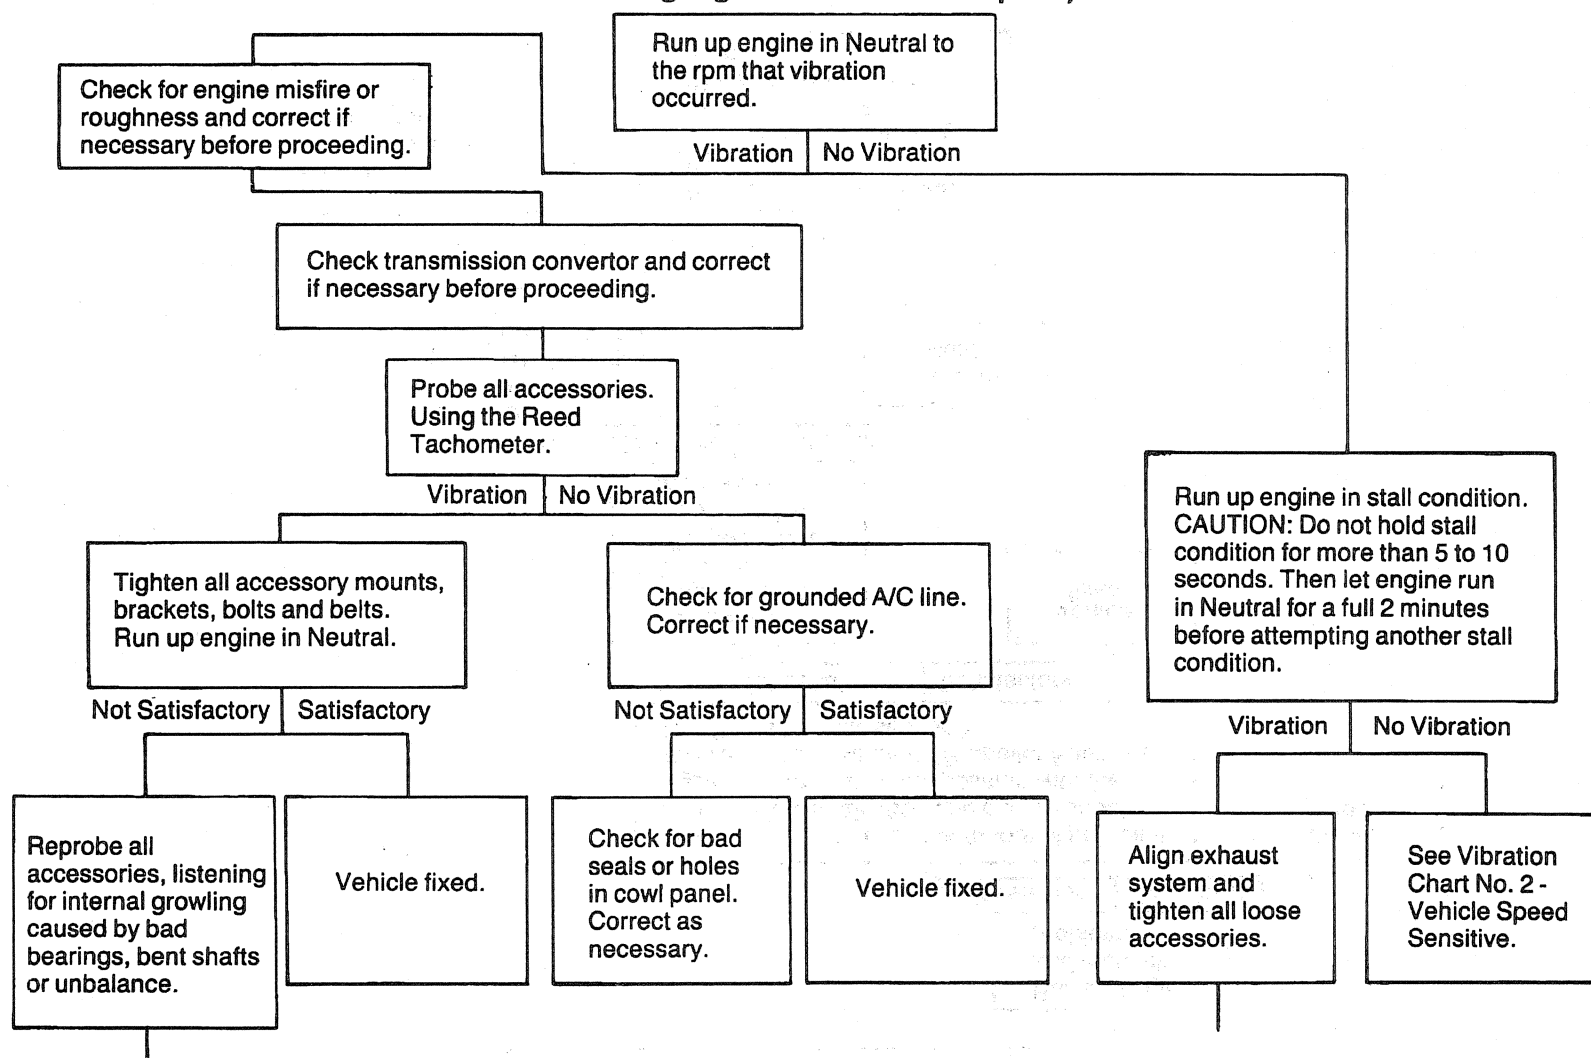 Run up engine in Neutral to
the rpm that vibration
occurred.
Vibration
No Vibration
Check for engine misfire or
roughness and correct if
necessary before proceeding.
Check transmission convertor and correct
if necessary before proceeding.
Probe all accessories.
Using the Reed
Tachometer.
Vibration
No Vibration
Tighten all accessory mounts,
brackets, bolts and belts.
Run up engine in Neutral.
Not Satisfactory
Satisfactory
Reprobe all
accessories, listening
for internal growling
caused by bad
bearings, bent shafts
or unbalance.
Vehicle fixed.
Check for grounded A/C line.
Correct if necessary.
Not Satisfactory
Satisfactory
Check for bad
seals or holes
in cowl panel.
Correct as
necessary.
Vehicle fixed.
Run up engine in stall condition.
CAUTION: Do not hold stall
condition for more than 5 to 10
seconds. Then let engine run
in Neutral for a full 2 minutes
before attempting another stall
condition.
Vibration
No Vibration
Align exhaust
system and
tighten all loose
accessories.
See Vibration
Chart No. 2 -
Vehicle Speed
Sensitive.